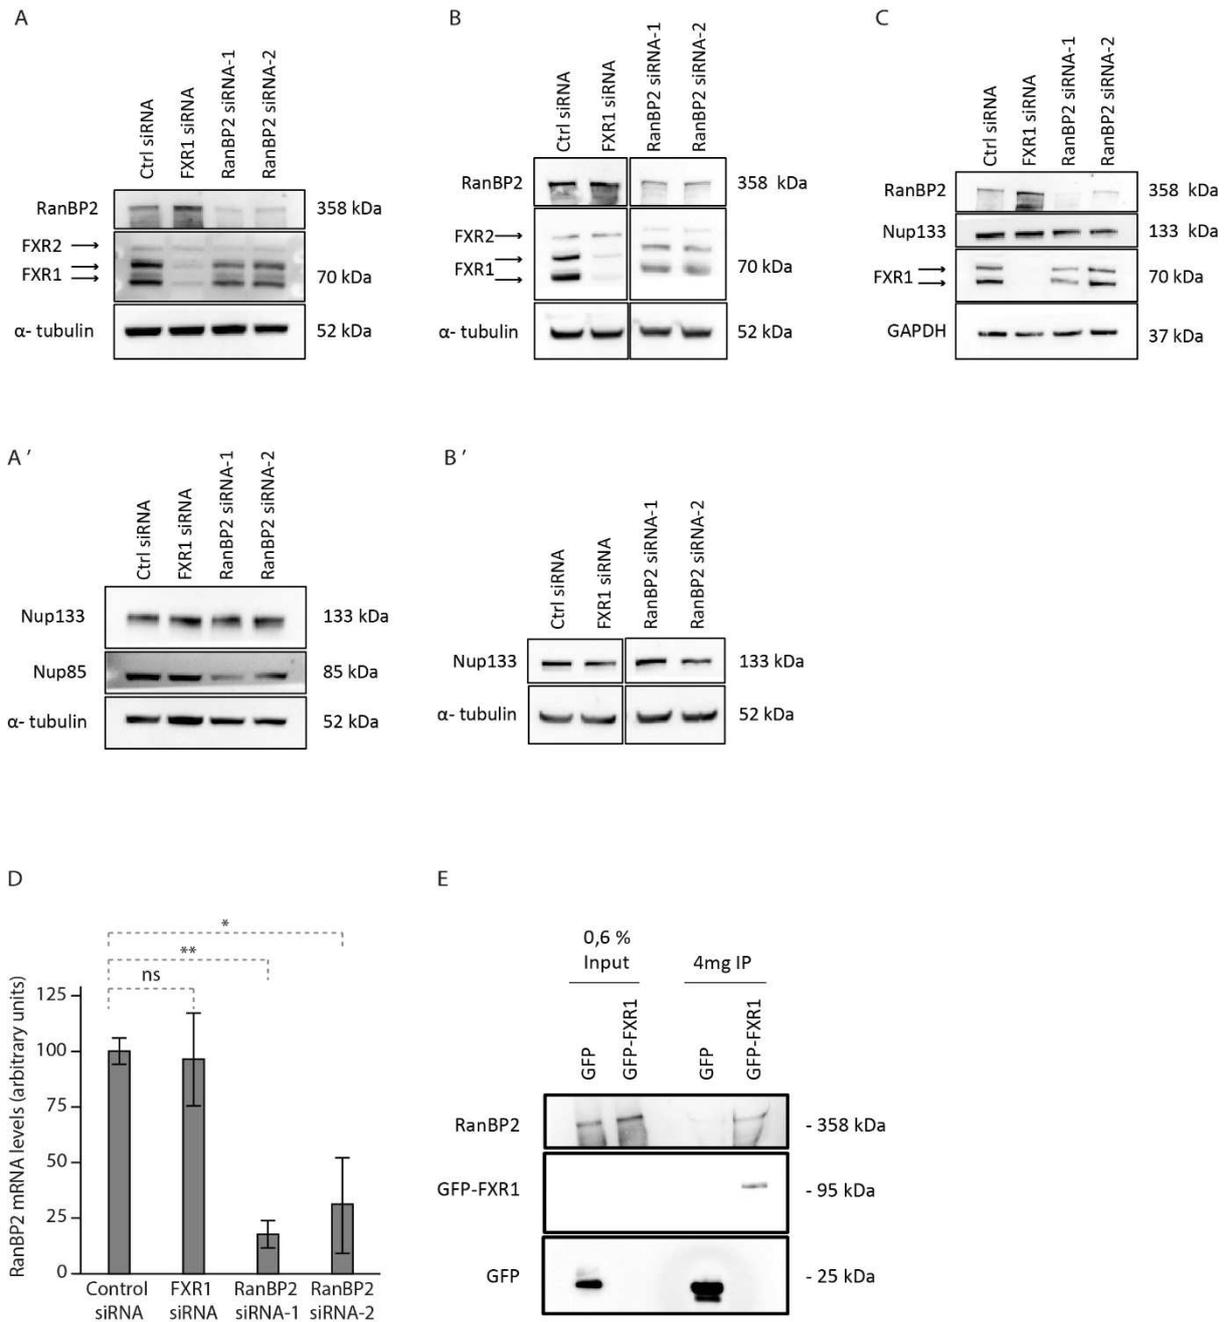 A
Ctrl siRNA
FXR1 siRNA
RanBP2 siRNA-1
RanBP2 siRNA-2
RanBP2
358 kDa
FXR2
FXR1
70 kDa
α- tubulin
52 kDa
B
Ctrl siRNA
FXR1 siRNA
RanBP2 siRNA-1
RanBP2 siRNA-2
RanBP2
358 kDa
FXR2
FXR1
70 kDa
α- tubulin
52 kDa
C
Ctrl siRNA
FXR1 siRNA
RanBP2 siRNA-1
RanBP2 siRNA-2
RanBP2
358 kDa
Nup133
133 kDa
FXR1
70 kDa
GAPDH
37 kDa
A '
Ctrl siRNA
FXR1 siRNA
RanBP2 siRNA-1
RanBP2 siRNA-2
Nup133
133 kDa
Nup85
85 kDa
α- tubulin
52 kDa
B '
Ctrl siRNA
FXR1 siRNA
RanBP2 siRNA-1
RanBP2 siRNA-2
Nup133
133 kDa
α- tubulin
52 kDa
D
RanBP2 mRNA levels (arbitrary units)
*
**
ns
125
100
75
50
25
0
Control
siRNA
FXR1
siRNA
RanBP2
siRNA-1
RanBP2
siRNA-2
E
0,6 %
Input
4mg IP
GFP
GFP-FXR1
GFP
GFP-FXR1
RanBP2
- 358 kDa
GFP-FXR1
- 95 kDa
GFP
- 25 kDa